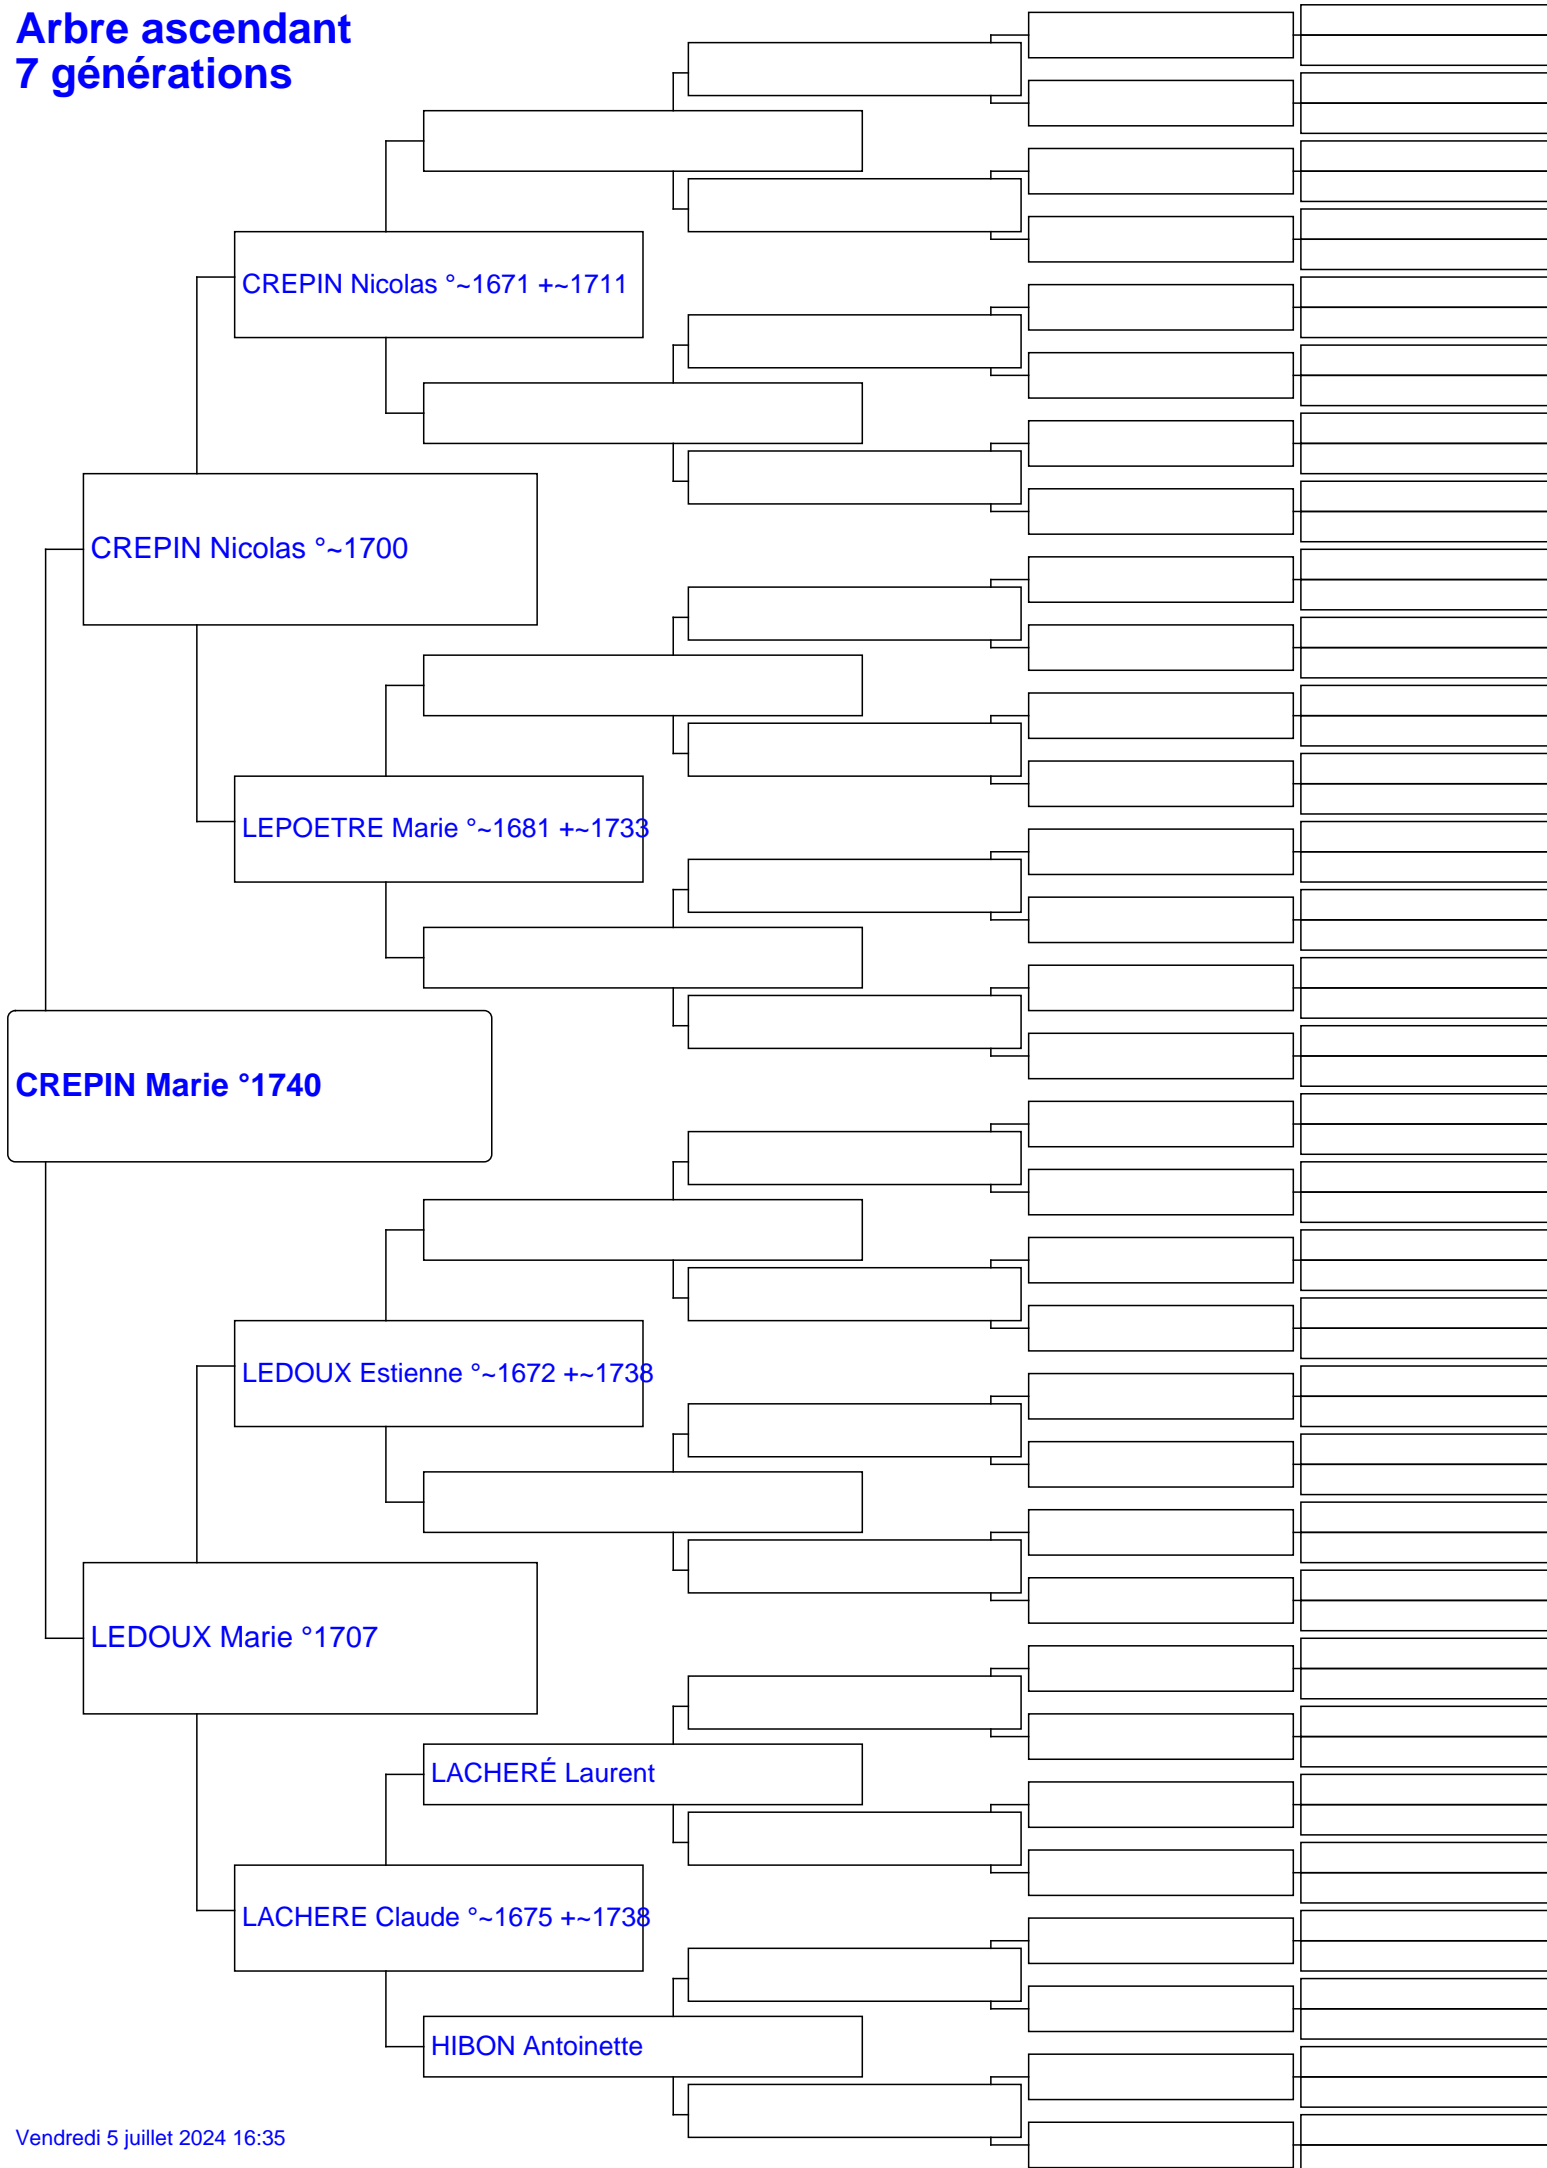 Arbre ascendant
7 générations
CREPIN Nicolas °~1671 +~1711
CREPIN Nicolas °~1700
LEPOETRE Marie °~1681 +~1733
CREPIN Marie °1740
LEDOUX Estienne °~1672 +~1738
LEDOUX Marie °1707
LACHERÉ Laurent
LACHERE Claude °~1675 +~1738
HIBON Antoinette
Vendredi 5 juillet 2024 16:35